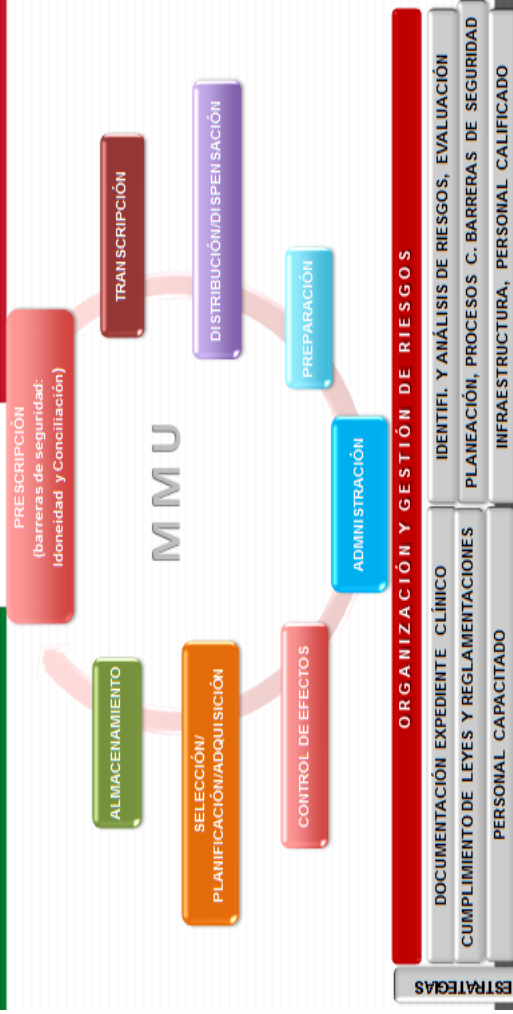 PRESCRIPCIÓN
(barreras de seguridad:
Idoneidad y Conciliación)
TRANSCRIPCIÓN
DISTRIBUCIÓN/DISPENSACIÓN
PREPARACIÓN
ADMNISTRACIÓN
CONTROL DE EFECTOS
SELECCIÓN/
PLANIFICACIÓN/ADQUISICIÓN
ALMACENAMIENTO
MMU
ORGANIZACIÓN Y GESTIÓN DE RIESGOS
ESTRATEGIAS
DOCUMENTACIÓN EXPEDIENTE CLÍNICO
IDENTIFI. Y ANÁLISIS DE RIESGOS, EVALUACIÓN
CUMPLIMIENTO DE LEYES Y REGLAMENTACIONES
PLANEACIÓN, PROCESOS C. BARRERAS DE SEGURIDAD
PERSONAL CAPACITADO
INFRAESTRUCTURA, PERSONAL CALIFICADO